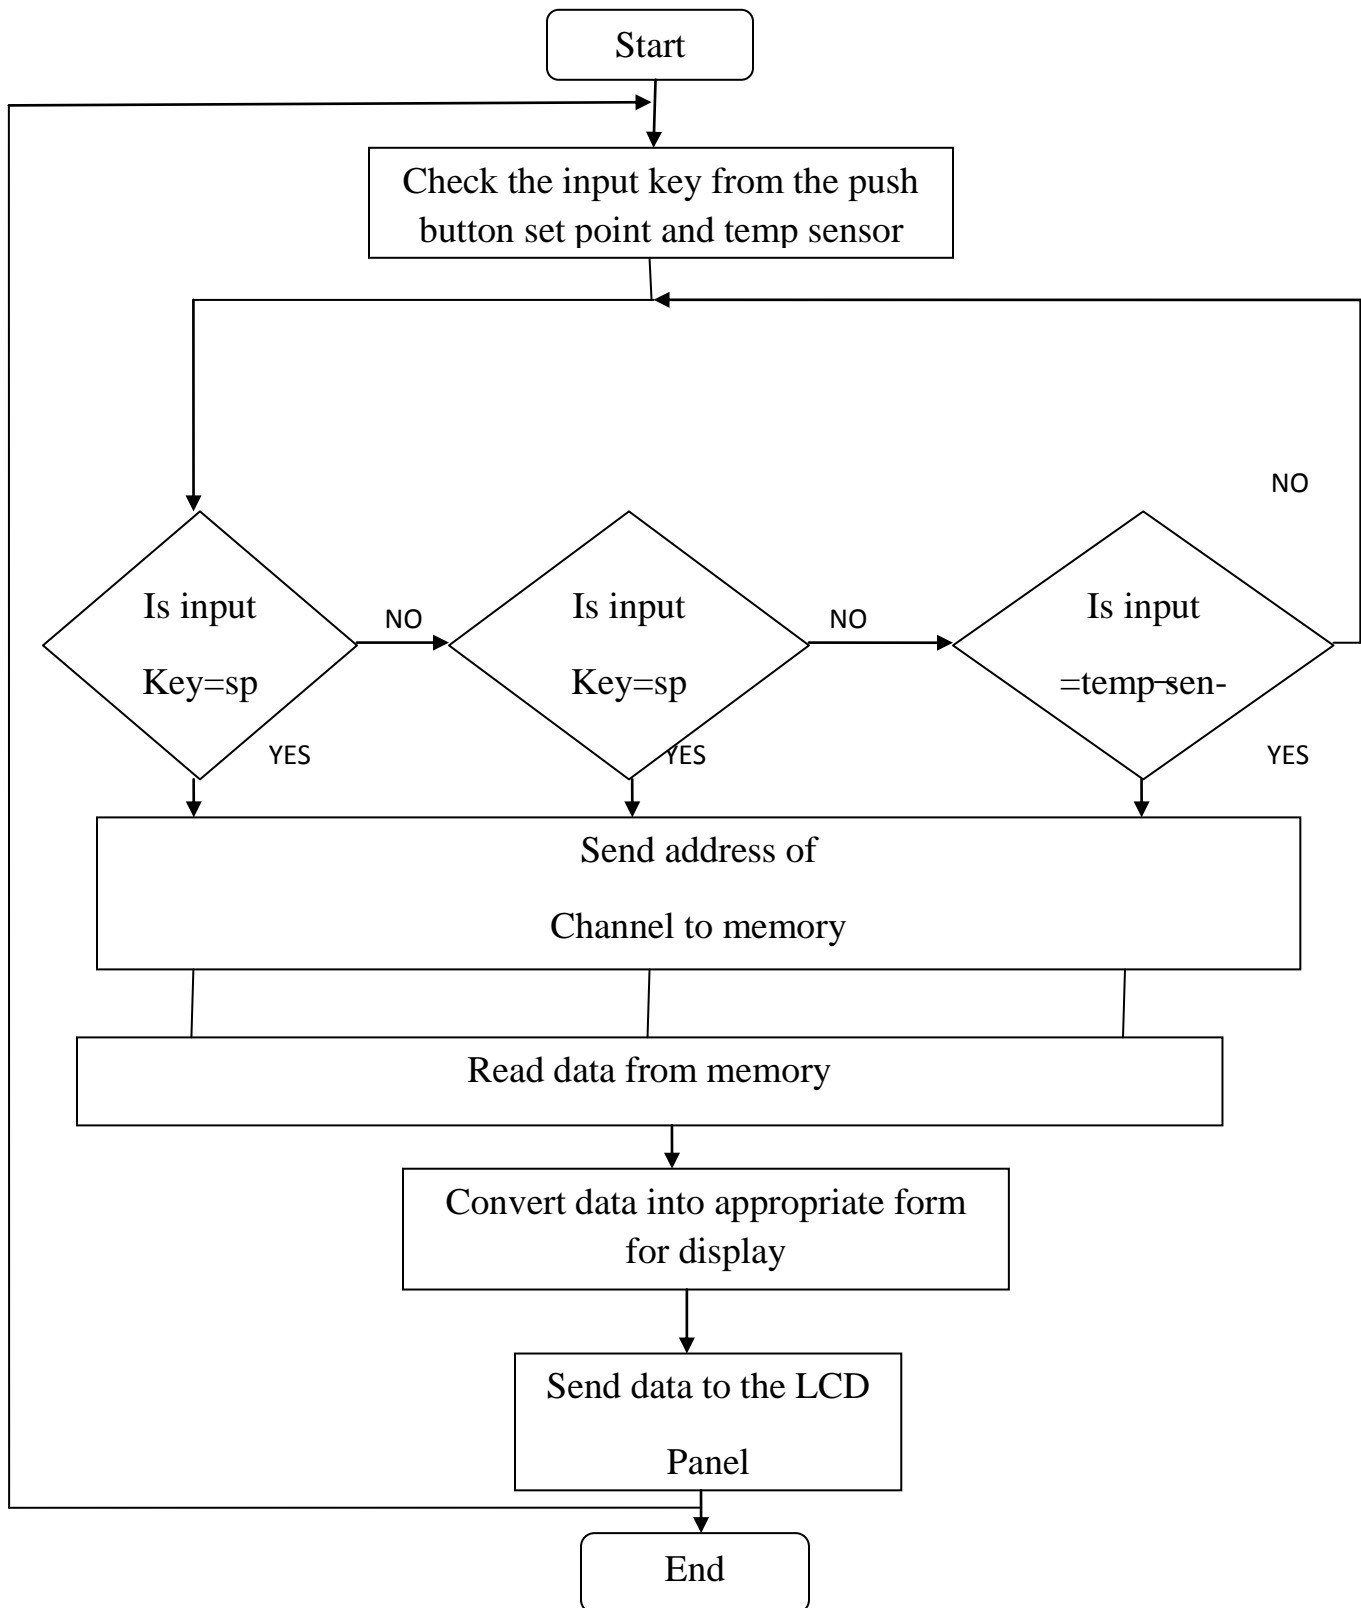 Start
Check the input key from the push
button set point and temp sensor
NO
Is input
Key=sp
NO
Is input
Key=sp
NO
Is input
=temp-sen-
YES
YES
YES
Send address of
Channel to memory
Read data from memory
Convert data into appropriate form
for display
Send data to the LCD
Panel
End